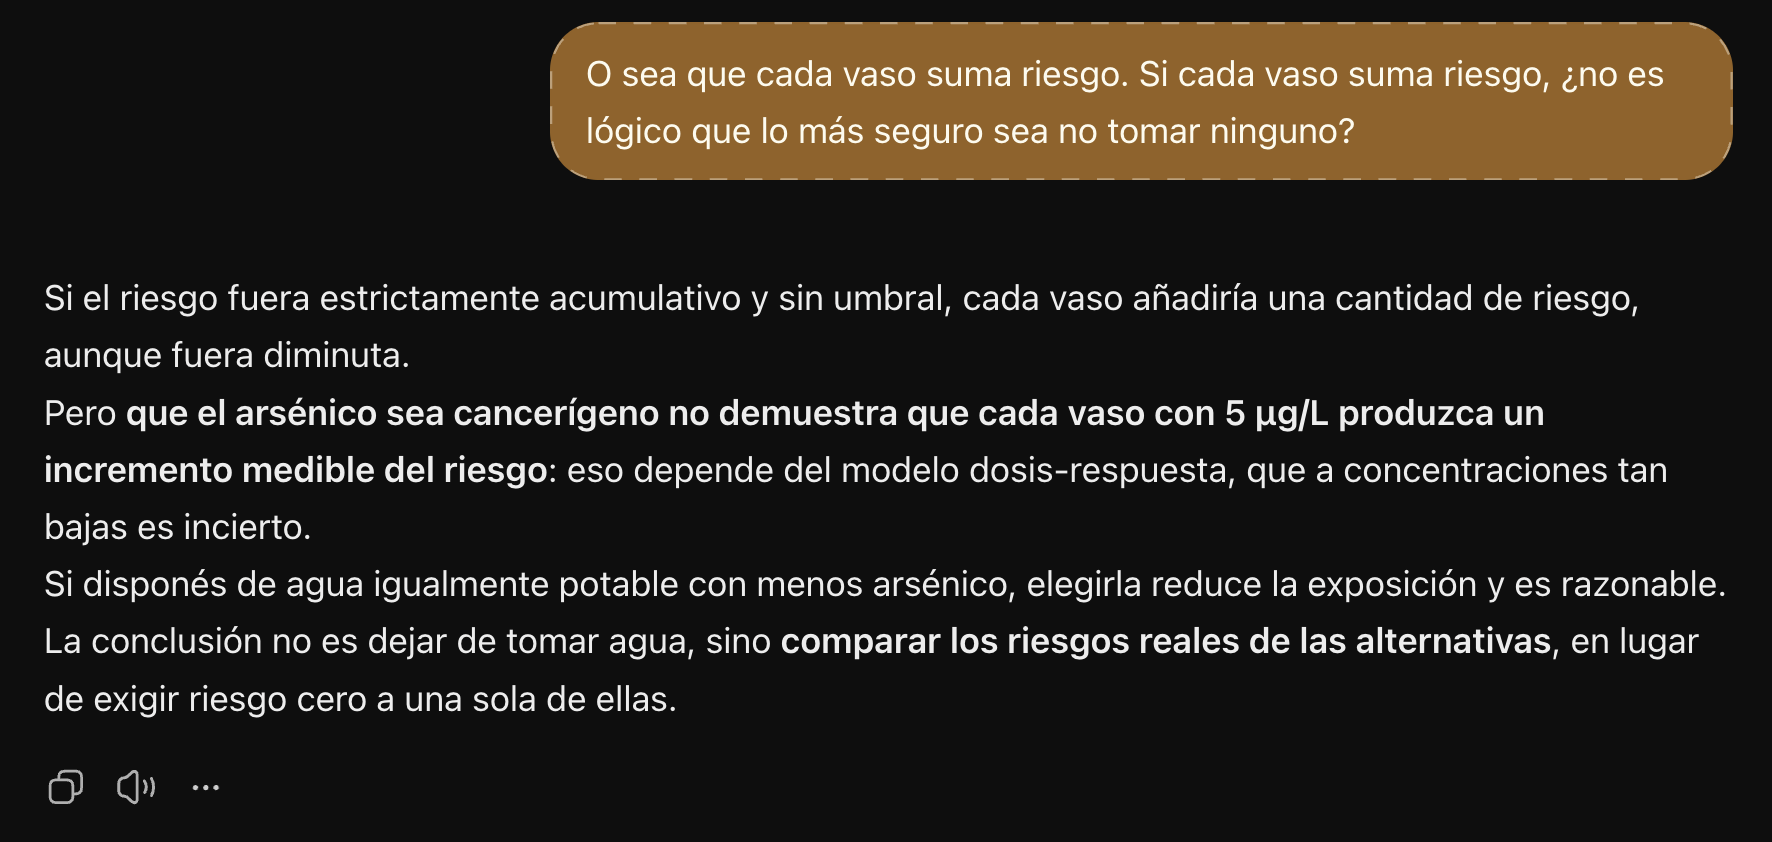 O sea que cada vaso suma riesgo. Si cada vaso suma riesgo, ¿no es
lógico que lo más seguro sea no tomar ninguno?
Si el riesgo fuera estrictamente acumulativo y sin umbral, cada vaso añadiría una cantidad de riesgo,
aunque fuera diminuta.
Pero que el arsénico sea cancerígeno no demuestra que cada vaso con 5 µg/L produzca un
incremento medible del riesgo: eso depende del modelo dosis-respuesta, que a concentraciones tan
bajas es incierto.
Si disponés de agua igualmente potable con menos arsénico, elegirla reduce la exposición y es razonable.
La conclusión no es dejar de tomar agua, sino comparar los riesgos reales de las alternativas, en lugar
de exigir riesgo cero a una sola de ellas.